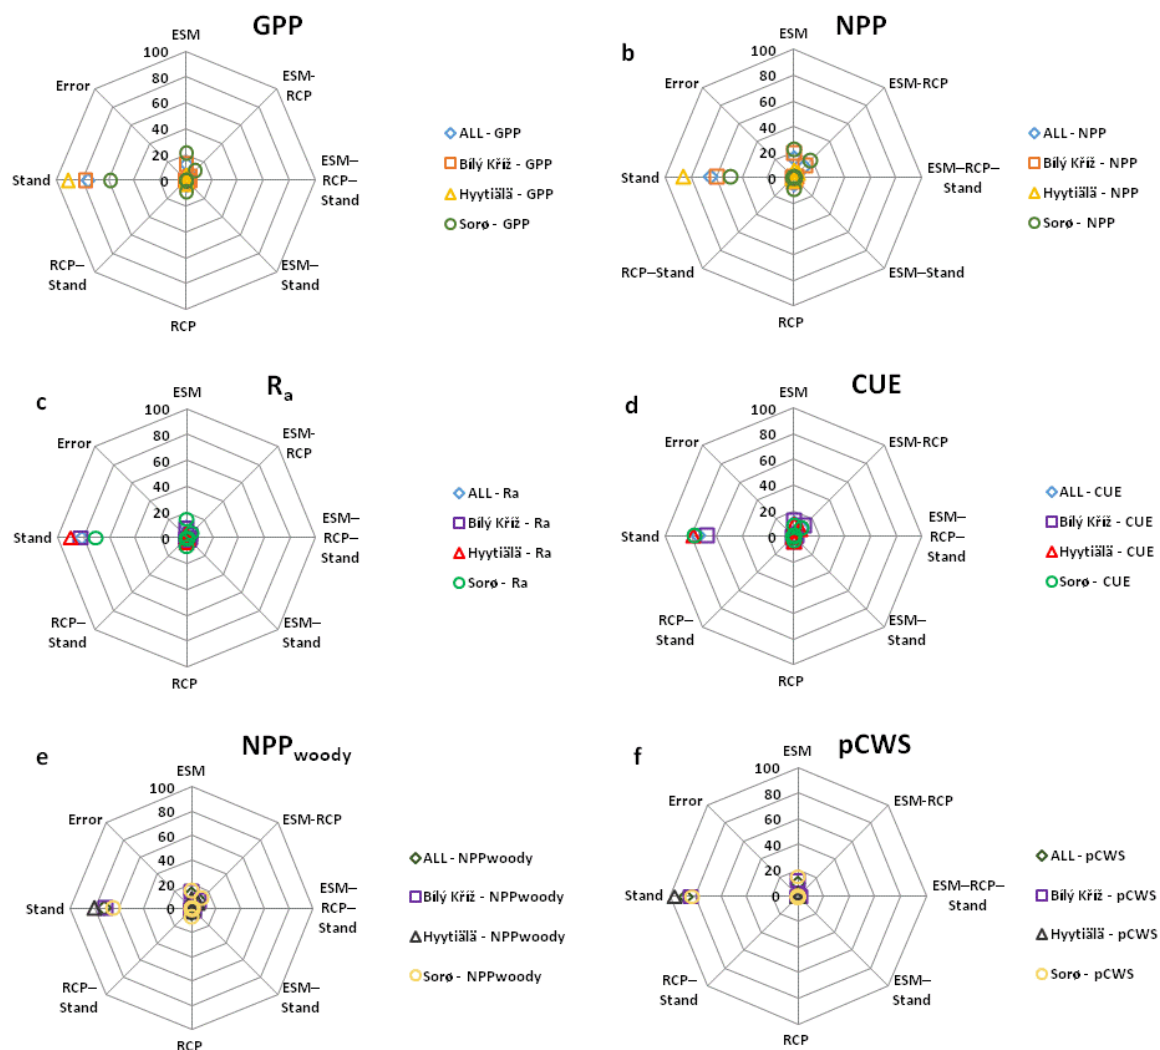 GPP
ESM
100
80
60
40
20
0
ESM-
RCP
ESM–
RCP–
Stand
ESM–
Stand
RCP
RCP–
Stand
Stand
Error
ALL - GPP
Bílý Kříž - GPP
Hyytiälä - GPP
Sorø - GPP
b
NPP
ESM
100
80
60
40
20
0
ESM-RCP
ESM–RCP–
Stand
ESM–Stand
RCP
RCP–Stand
Stand
Error
ALL - NPP
Bílý Kříž - NPP
Hyytiälä - NPP
Sorø - NPP
c
Ra
ESM
100
80
60
40
20
0
ESM-
RCP
ESM–
RCP–
Stand
ESM–
Stand
RCP
RCP–
Stand
Stand
Error
ALL - Ra
Bílý Kříž - Ra
Hyytiälä - Ra
Sorø - Ra
d
CUE
ESM
100
80
60
40
20
0
ESM-RCP
ESM–
RCP–
Stand
ESM–
Stand
RCP
RCP–
Stand
Stand
Error
ALL - CUE
Bílý Kříž - CUE
Hyytiälä - CUE
Sorø - CUE
e
NPPwoody
ESM
100
80
60
40
20
0
ESM-RCP
ESM–
RCP–
Stand
ESM–
Stand
RCP
RCP–
Stand
Stand
Error
ALL - NPPwoody
Bílý Kříž - NPPwoody
Hyytiälä - NPPwoody
Sorø - NPPwoody
f
pCWS
ESM
100
80
60
40
20
0
ESM-RCP
ESM–RCP–
Stand
ESM–
Stand
RCP
RCP–
Stand
Stand
Error
ALL - pCWS
Bílý Kříž - pCWS
Hyytiälä - pCWS
Sorø - pCWS